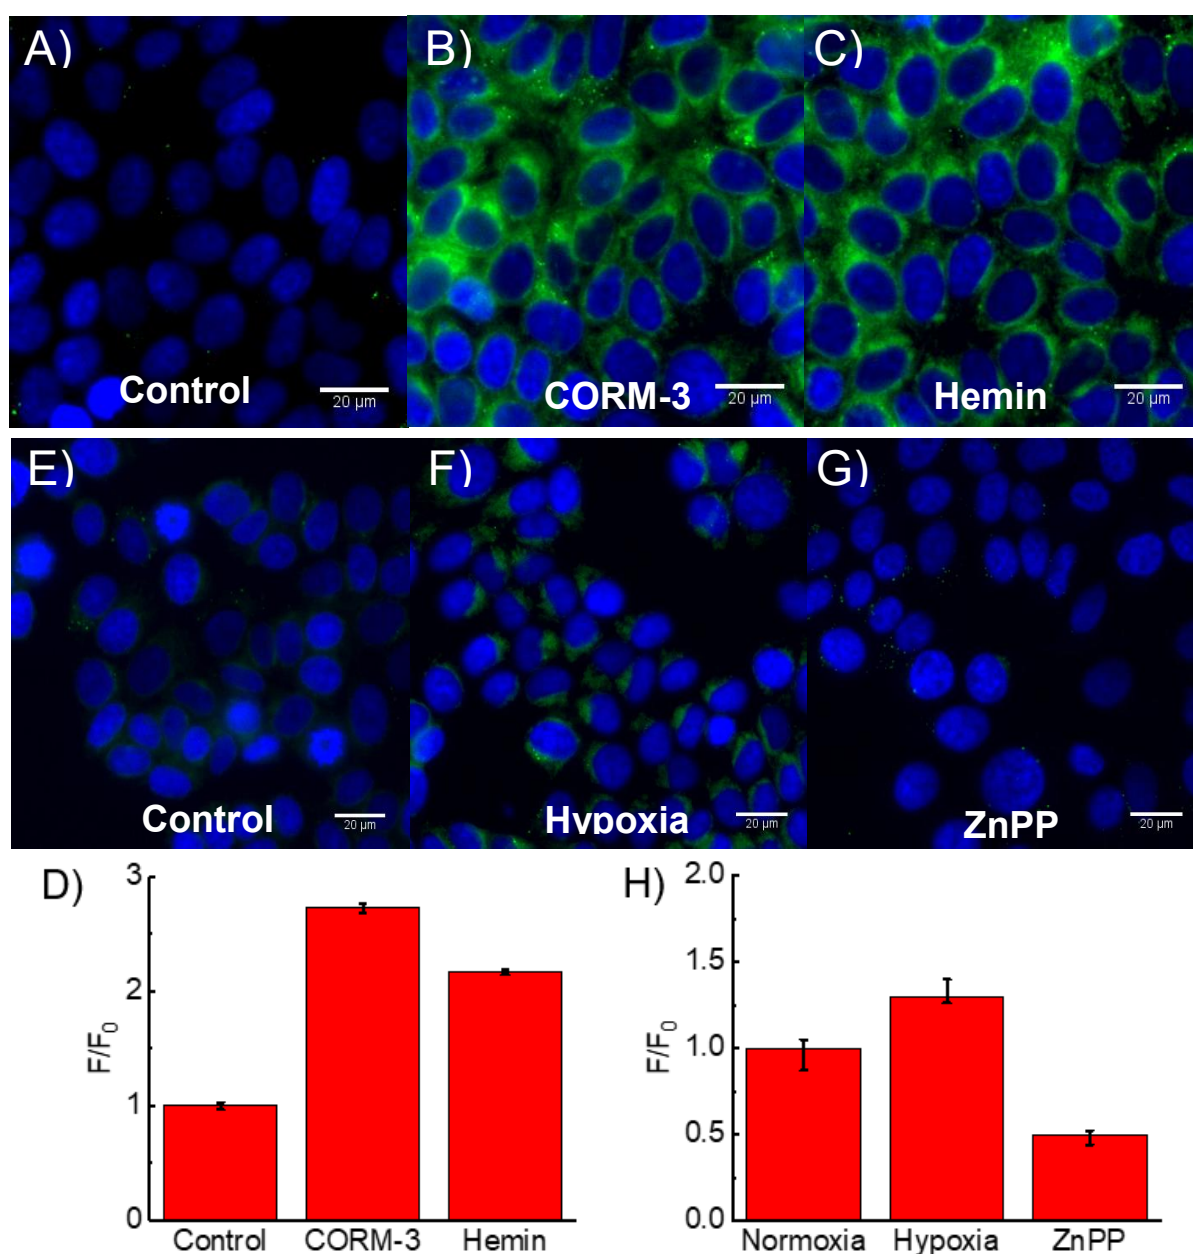 A)
B)
C)
Control
20 µm
CORM-3
20 µm
Hemin
20 µm
E)
F)
G)
Control
20 µm
Hypoxia
20 µm
ZnPP
20 µm
D)
3
2
1
0
F/F0
Control
CORM-3
Hemin
H)
2.0
1.5
1.0
0.5
0.0
F/F0
Normoxia
Hypoxia
ZnPP